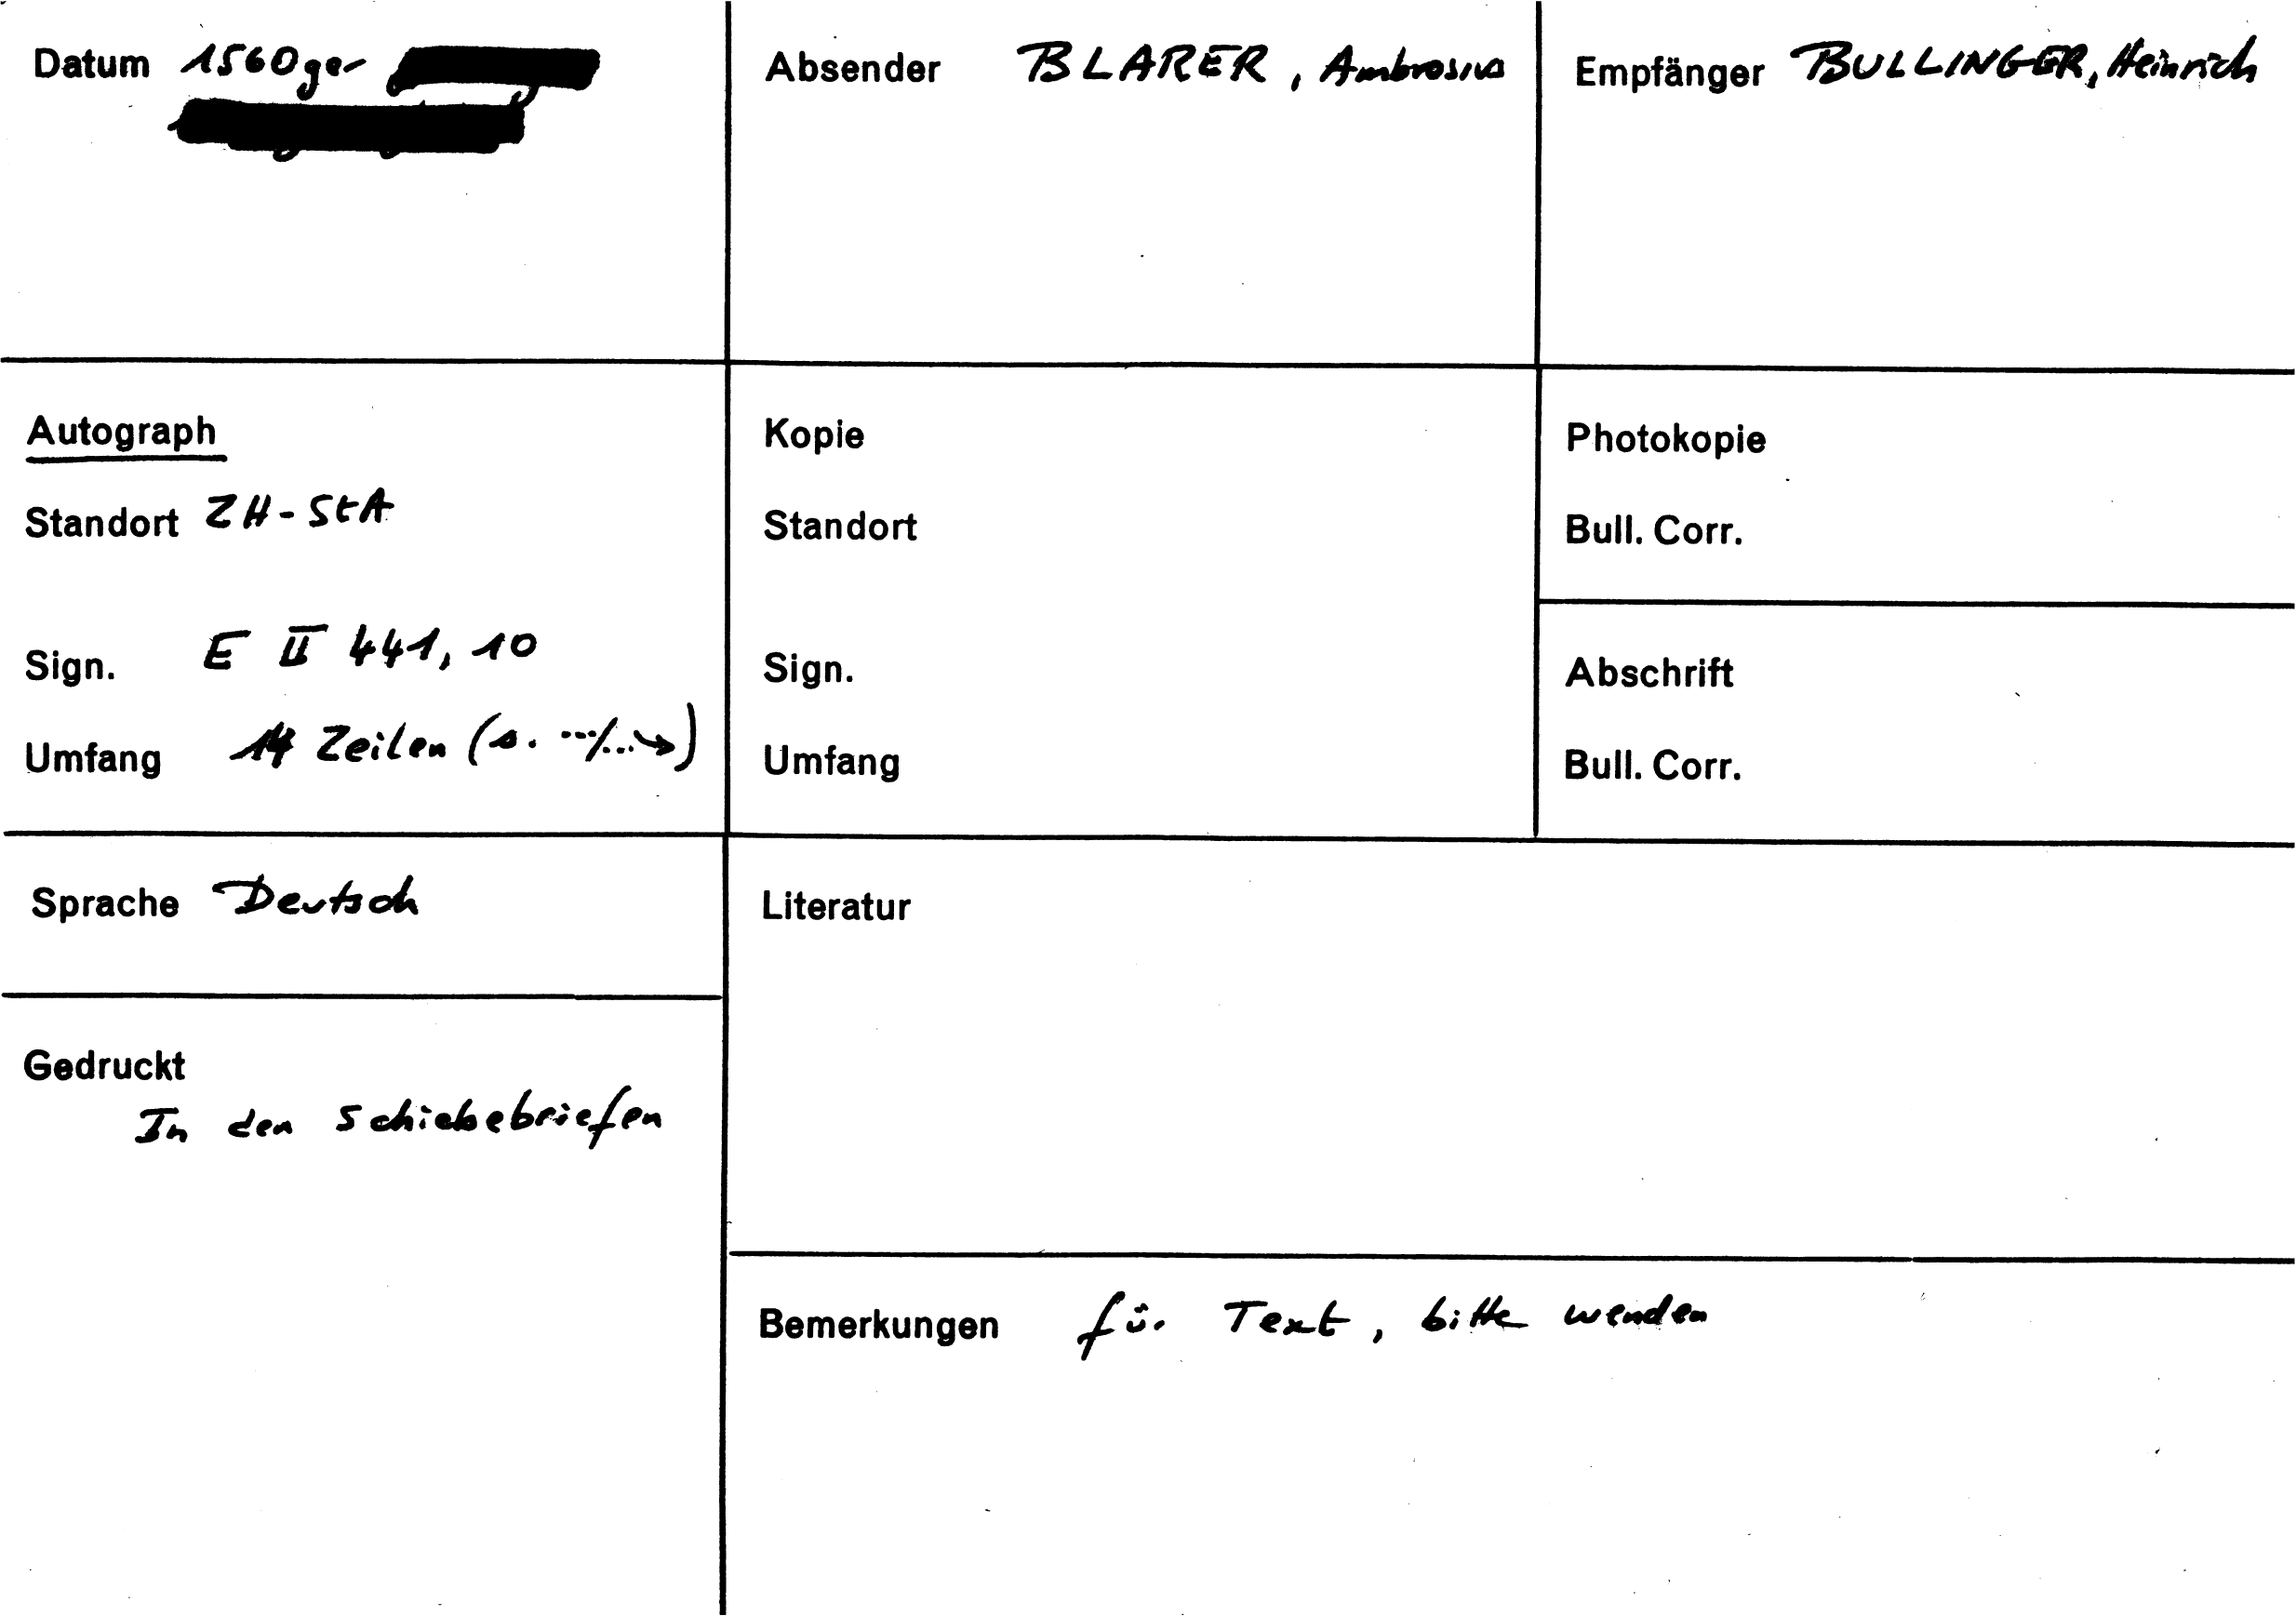 Datum 1560ger
Absender BLARER, Ambrosius
Empfänger BULLINGER, Heinrich
Autograph
Standort ZH-StA
Sign. E II 441, 10
Umfang 14 Zeilen (s. ...)
Kopie
Standort
Sign.
Umfang
Photokopie
Bull. Corr.
Abschrift
Bull. Corr.
Sprache Deutsch
Literatur
Gedruckt
In den Schiebebriefen
Bemerkungen für Text, bitte wenden